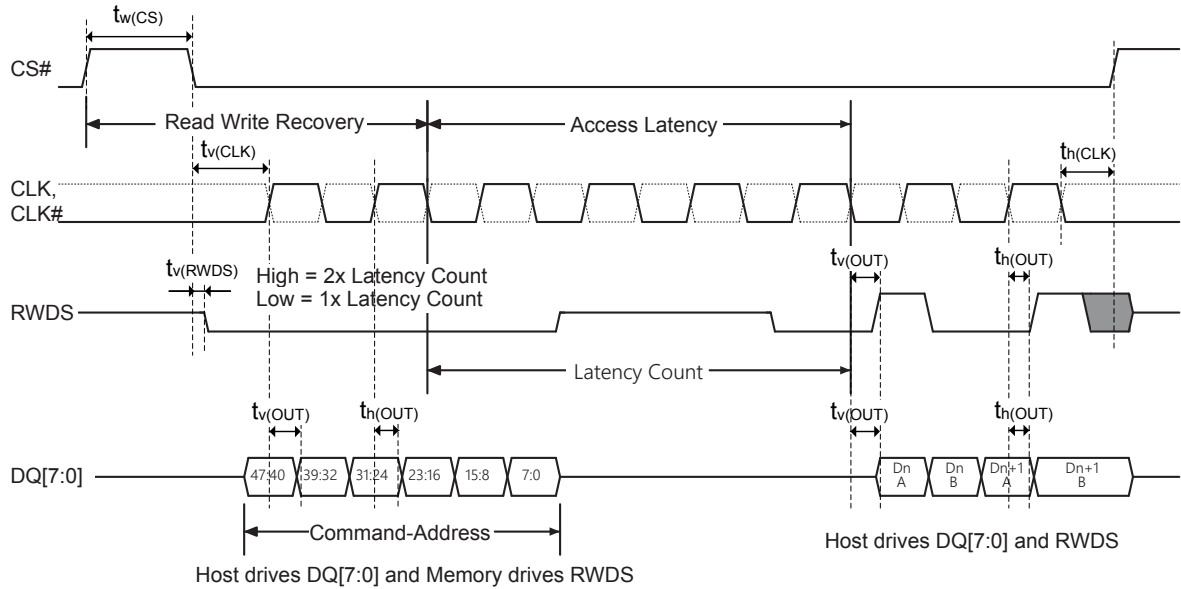 tw(CS)
CS#
Read Write Recovery
Access Latency
tv(CLK)
th(CLK)
CLK,
CLK#
tv(RWDS)
High = 2x Latency Count
Low = 1x Latency Count
tv(OUT)
th(OUT)
RWDS
Latency Count
tv(OUT)
th(OUT)
tv(OUT)
th(OUT)
DQ[7:0]
47:40
39:32
31:24
23:16
15:8
7:0
Dn
A
Dn
B
Dn+1
A
Dn+1
B
Command-Address
Host drives DQ[7:0] and RWDS
Host drives DQ[7:0] and Memory drives RWDS